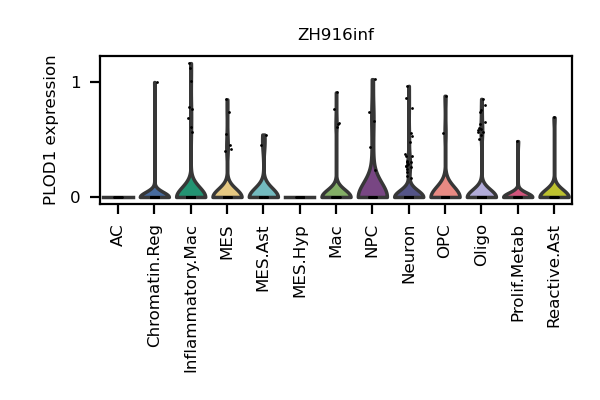 ZH916inf
PLOD1 expression
1
0
AC
Chromatin.Reg
Inflammatory.Mac
MES
MES.Ast
MES.Hyp
Mac
NPC
Neuron
OPC
Oligo
Prolif.Metab
Reactive.Ast